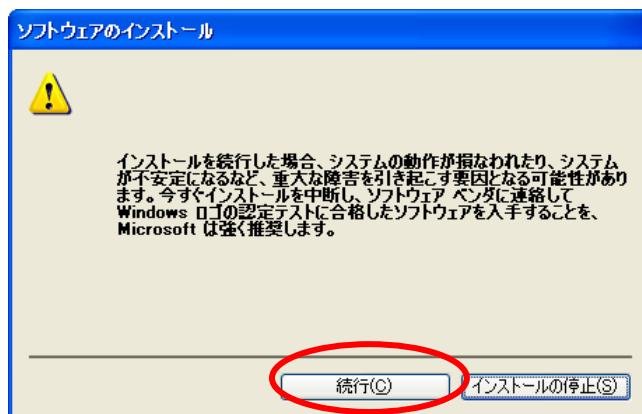 ソフトウェアのインストール
インストールを続行した場合、システムの動作が損なわれたり、システム
が不安定になるなど、重大な障害を引き起こす要因となる可能性があり
ます。今すぐインストールを中断し、ソフトウェア ベンダに連絡して
Windows ロゴの認定テストに合格したソフトウェアを入手することを、
Microsoft は強く推奨します。
続行(C)
インストールの停止(S)